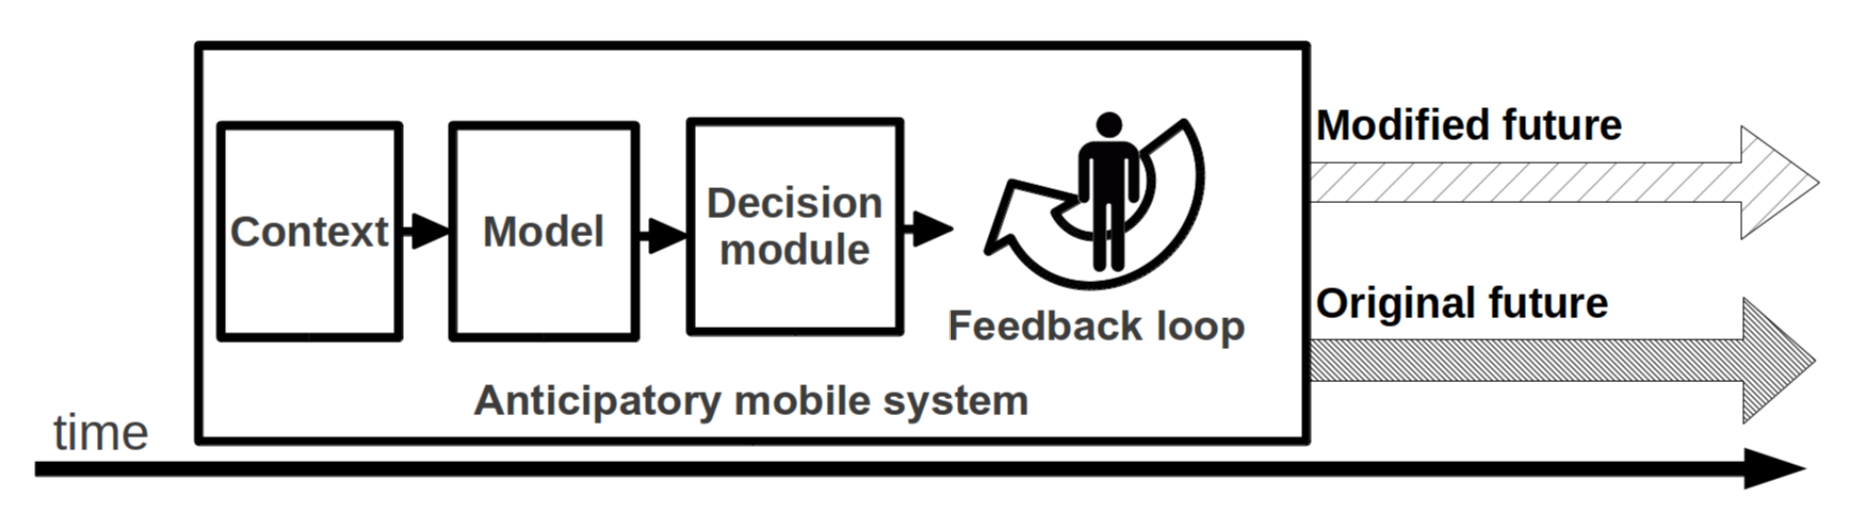 Modified future
Context
Model
Decision
module
Original future
Feedback loop
Anticipatory mobile system
time